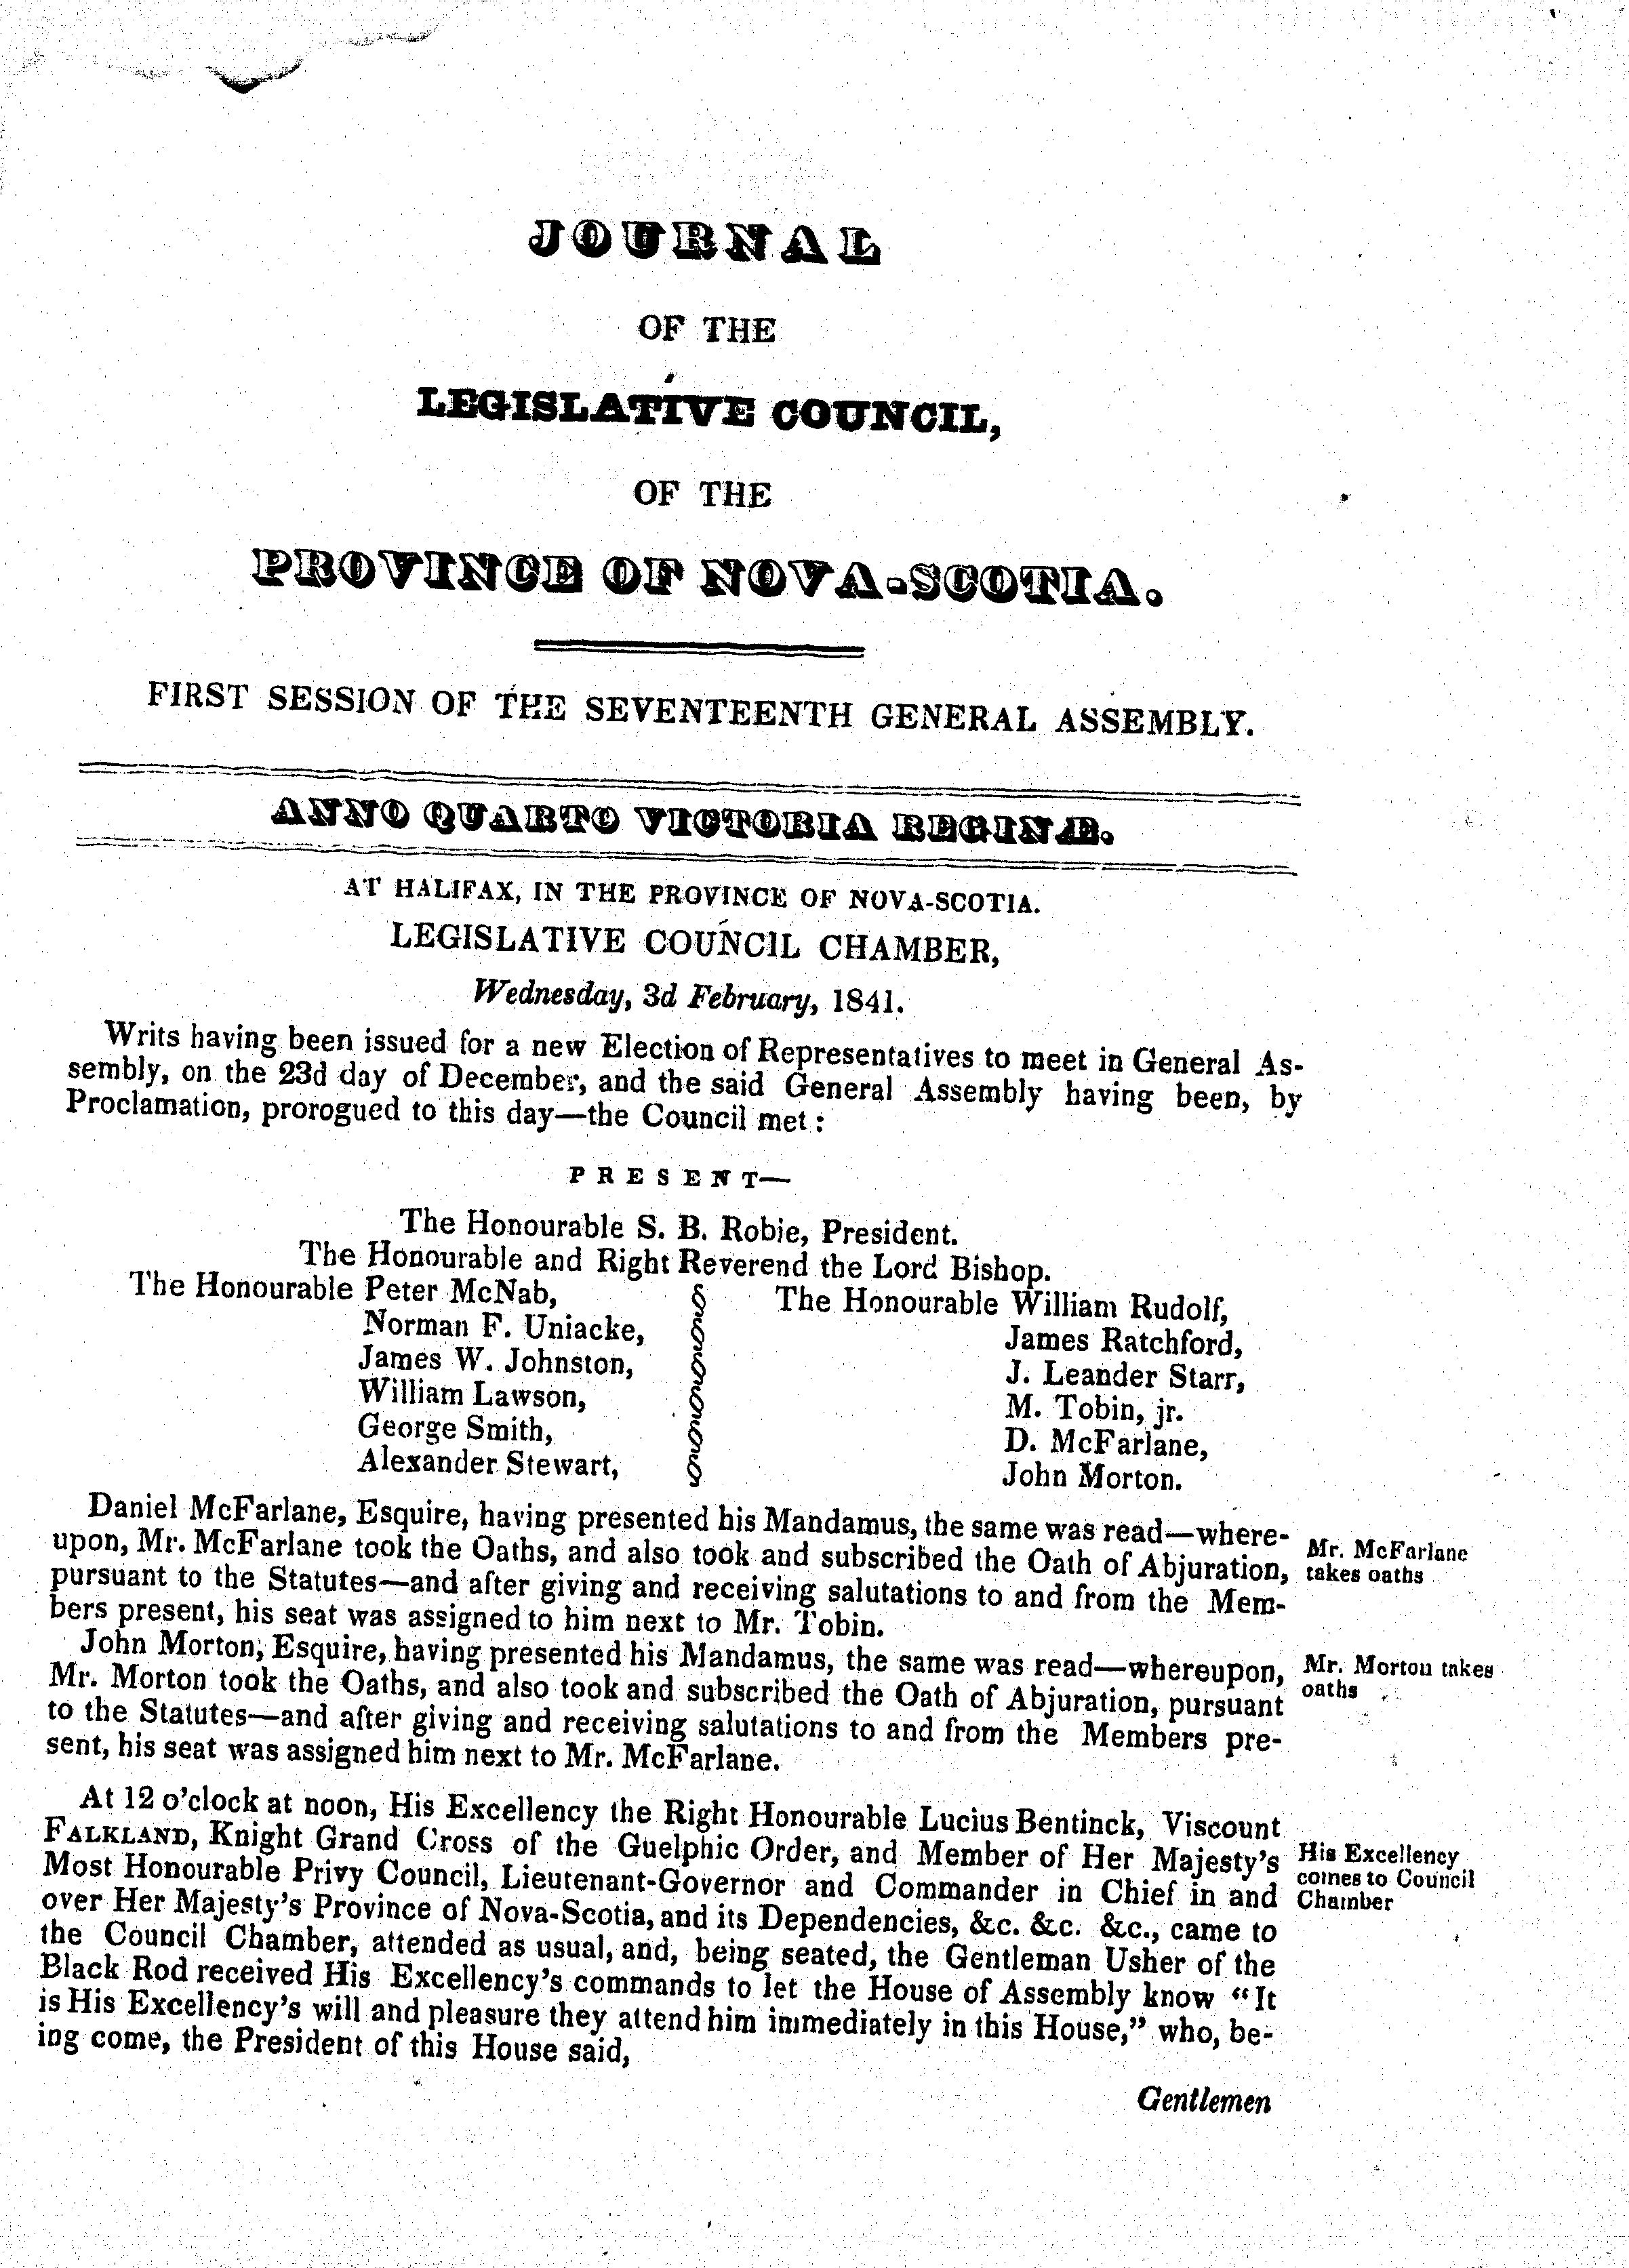 JOURNAL
OF THE
LEGISLATIVE COUNCIL,
OF THE
PROVINCE OF NOVA-SCOTIA.
FIRST SESSION OF THE SEVENTEENTH GENERAL ASSEMBLY.
ANNO QUARTO VICTORIA REGINÆ.
AT HALIFAX, IN THE PROVINCE OF NOVA-SCOTIA.
LEGISLATIVE COUNCIL CHAMBER,
Wednesday, 3d February, 1841.
Writs having been issued for a new Election of Representatives to meet in General As-
sembly, on the 23d day of December, and the said General Assembly having been, by
Proclamation, prorogued to this day—the Council met:
PRESENT—
The Honourable S. B. Robie, President.
The Honourable and Right Reverend the Lord Bishop.
The Honourable Peter McNab,
Norman F. Uniacke,
James W. Johnston,
William Lawson,
George Smith,
Alexander Stewart,
The Honourable William Rudolf,
James Ratchford,
J. Leander Starr,
M. Tobin, jr.
D. McFarlane,
John Morton.
Daniel McFarlane, Esquire, having presented his Mandamus, the same was read—where-
upon, Mr. McFarlane took the Oaths, and also took and subscribed the Oath of Abjuration,
pursuant to the Statutes—and after giving and receiving salutations to and from the Mem-
bers present, his seat was assigned to him next to Mr. Tobin.
Mr. McFarlane
takes oaths
John Morton, Esquire, having presented his Mandamus, the same was read—whereupon,
Mr. Morton took the Oaths, and also took and subscribed the Oath of Abjuration, pursuant
to the Statutes—and after giving and receiving salutations to and from the Members pre-
sent, his seat was assigned him next to Mr. McFarlane.
Mr. Morton takes
oaths
At 12 o'clock at noon, His Excellency the Right Honourable Lucius Bentinck, Viscount
FALKLAND, Knight Grand Cross of the Guelphic Order, and Member of Her Majesty's
Most Honourable Privy Council, Lieutenant-Governor and Commander in Chief in and
over Her Majesty's Province of Nova-Scotia, and its Dependencies, &c. &c. &c., came to
the Council Chamber, attended as usual, and, being seated, the Gentleman Usher of the
Black Rod received His Excellency's commands to let the House of Assembly know "It
is His Excellency's will and pleasure they attend him immediately in this House," who, be-
ing come, the President of this House said,
His Excellency
comes to Council
Chamber
Gentlemen